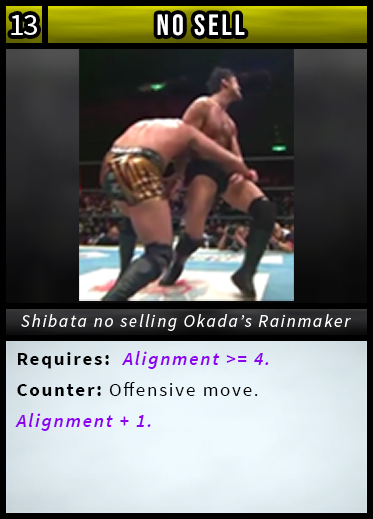 13 NO SELL
Shibata no selling Okada's Rainmaker
Requires: Alignment >= 4.
Counter: Offensive move.
Alignment + 1.